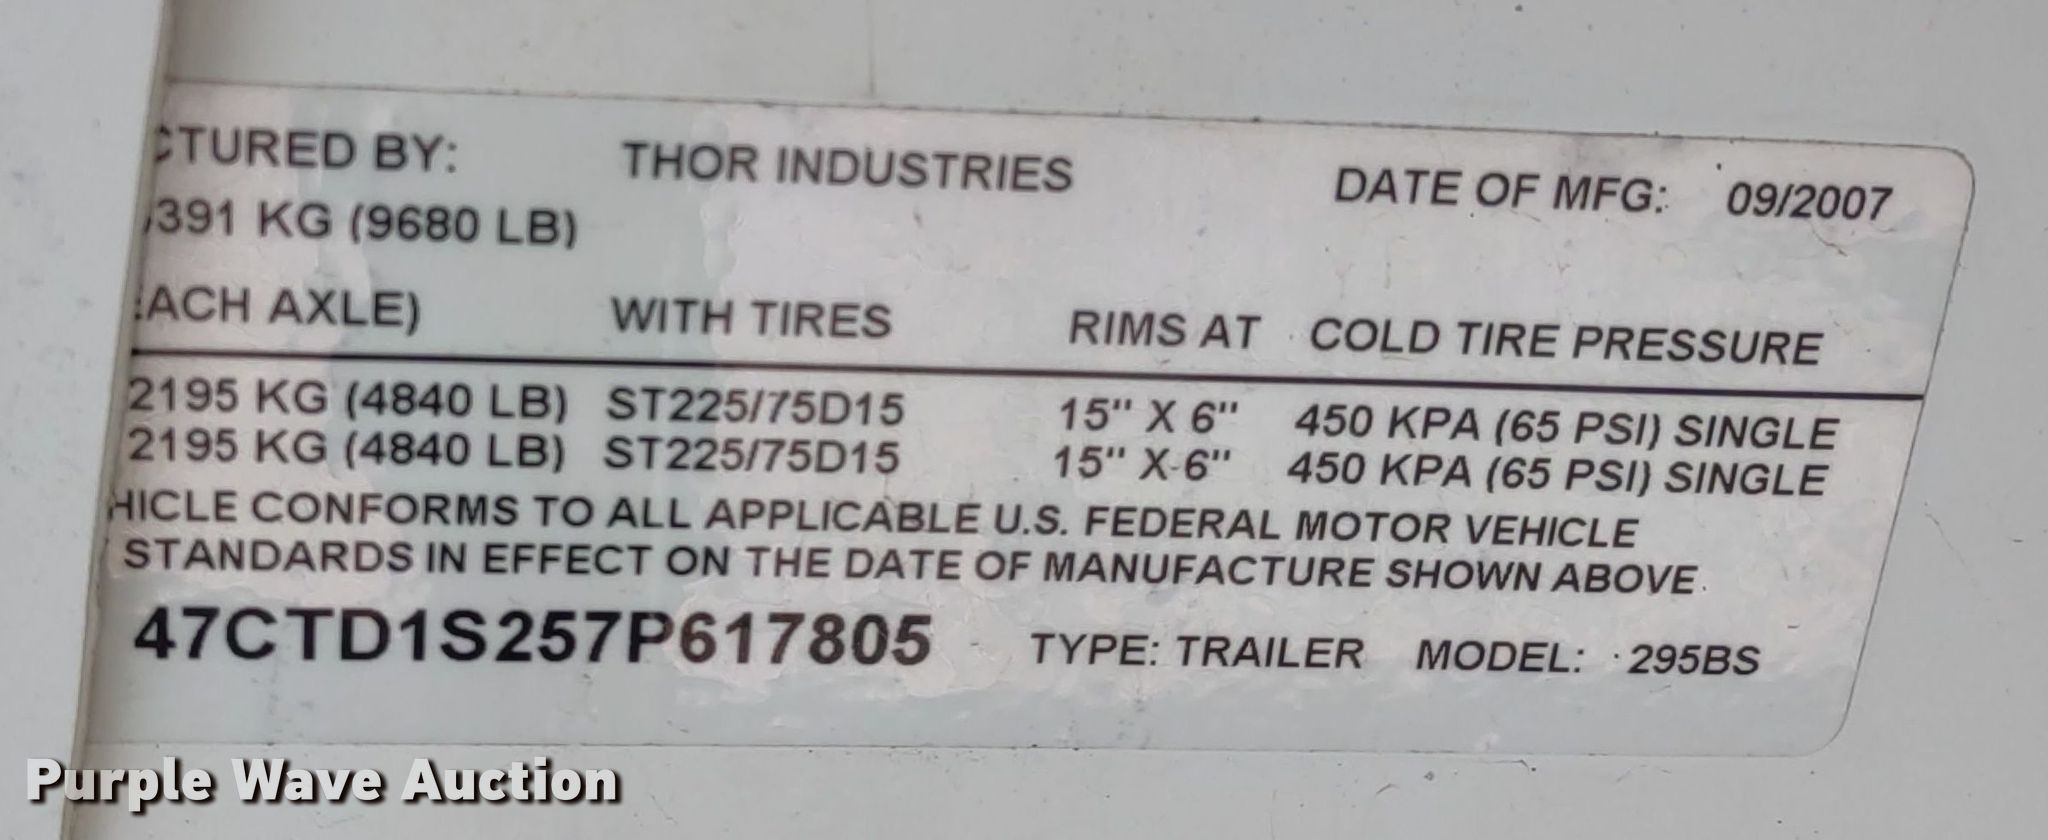 CTURED BY: THOR INDUSTRIES DATE OF MFG: 09/2007
391 KG (9680 LB)
EACH AXLE) WITH TIRES RIMS AT COLD TIRE PRESSURE
2195 KG (4840 LB) ST225/75D15 15" X 6" 450 KPA (65 PSI) SINGLE
2195 KG (4840 LB) ST225/75D15 15" X 6" 450 KPA (65 PSI) SINGLE
HICLE CONFORMS TO ALL APPLICABLE U.S. FEDERAL MOTOR VEHICLE
STANDARDS IN EFFECT ON THE DATE OF MANUFACTURE SHOWN ABOVE.
47CTD1S257P617805 TYPE: TRAILER MODEL: 295BS
Purple Wave Auction